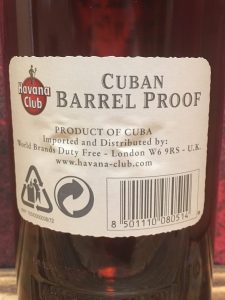 Havana
Club
CUBAN
BARREL PROOF
PRODUCT OF CUBA
Imported and Distributed by:
World Brands Duty Free - London W6 9RS - U.K.
www.havana-club.com
8 501110 080514